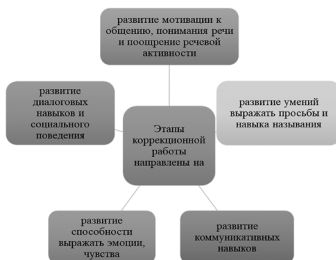 развитие мотивации к
общению, понимания речи
и поощрение речевой
активности
развитие
диалоговых
навыков и
социального
поведения
Этапы
коррекционной
работы
направлены на
развитие умений
выражать просьбы и
навыка называния
развитие
способности
выражать эмоции,
чувства
развитие
коммуникативных
навыков